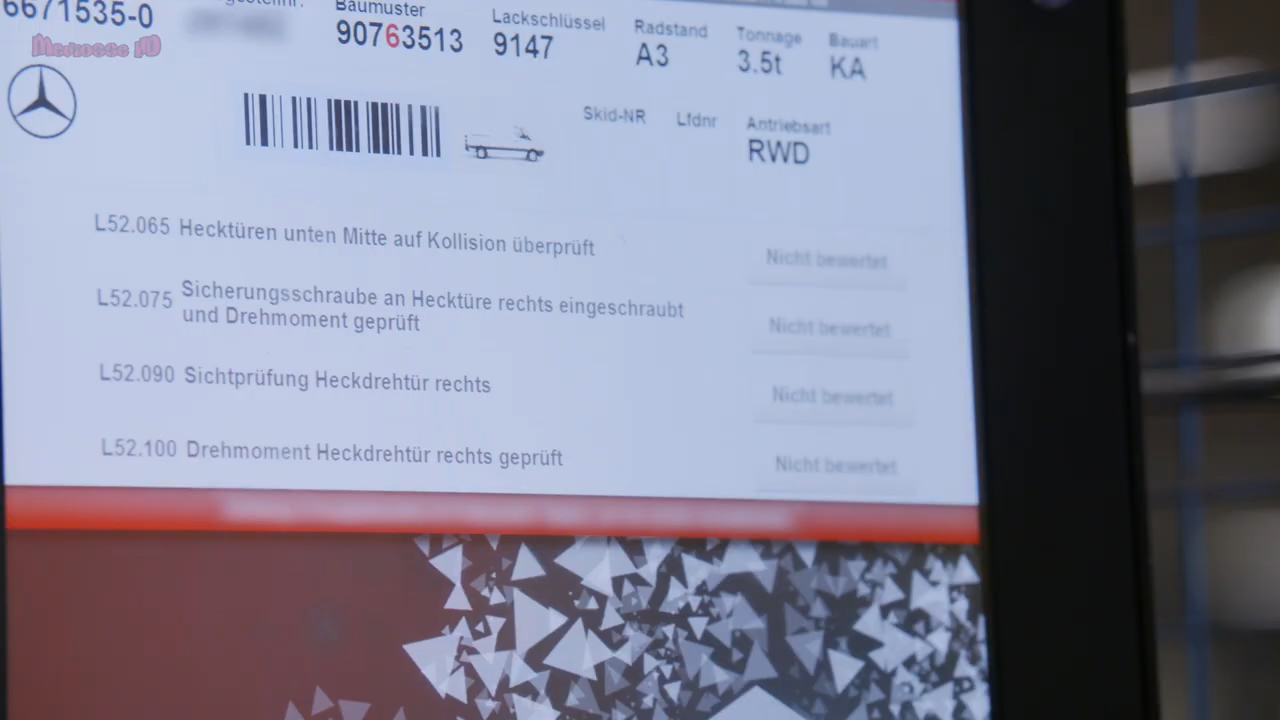 6671535-0
Baumuster Lackschlüssel Radstand Tonnage Bauart
90763513 9147 A3 3.5t KA
Mercosse
Skid-NR Lfdnr Antriebsart
RWD
L52.065 Hecktüren unten Mitte auf Kollision überprüft Nicht bewertet
L52.075 Sicherungsschraube an Hecktüre rechts eingeschraubt
und Drehmoment geprüft Nicht bewertet
L52.090 Sichtprüfung Heckdrehtür rechts Nicht bewertet
L52.100 Drehmoment Heckdrehtür rechts geprüft Nicht bewertet